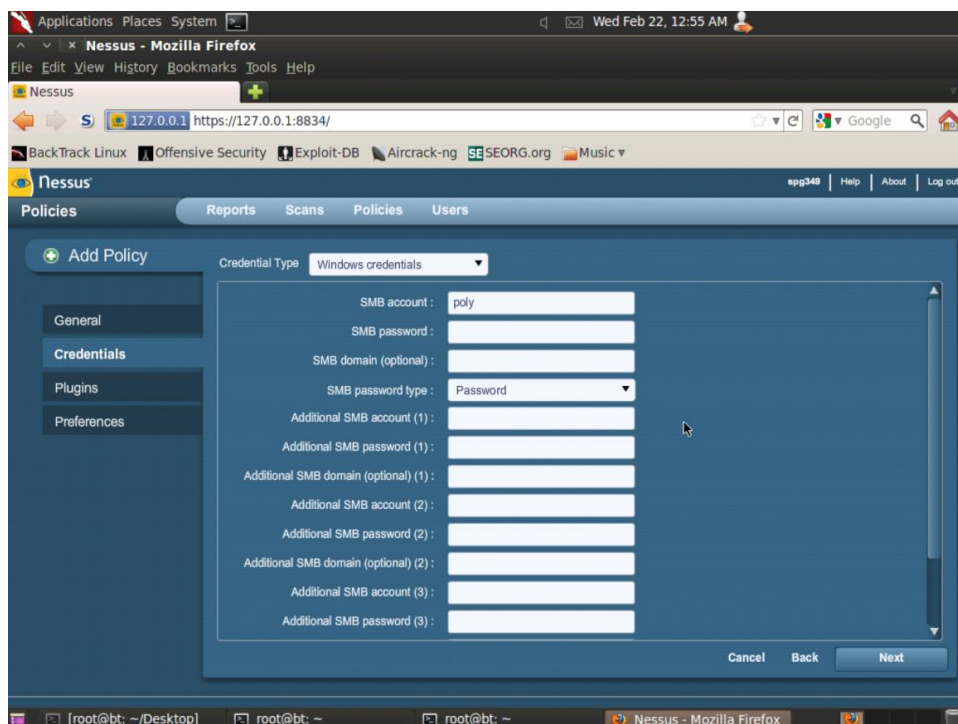 Applications Places System
Wed Feb 22, 12:55 AM
Nessus - Mozilla Firefox
File Edit View History Bookmarks Tools Help
Nessus
127.0.0.1 https://127.0.0.1:8834/
Google
BackTrack Linux Offensive Security Exploit-DB Aircrack-ng SEORG.org Music
Nessus
spg349 Help About Log out
Policies
Reports Scans Policies Users
Add Policy
General
Credentials
Plugins
Preferences
Credential Type Windows credentials
SMB account : poly
SMB password :
SMB domain (optional) :
SMB password type : Password
Additional SMB account (1) :
Additional SMB password (1) :
Additional SMB domain (optional) (1) :
Additional SMB account (2) :
Additional SMB password (2) :
Additional SMB domain (optional) (2) :
Additional SMB account (3) :
Additional SMB password (3) :
Cancel Back Next
[root@bt: ~/Desktop] root@bt: ~ root@bt: ~ Nessus - Mozilla Firefox